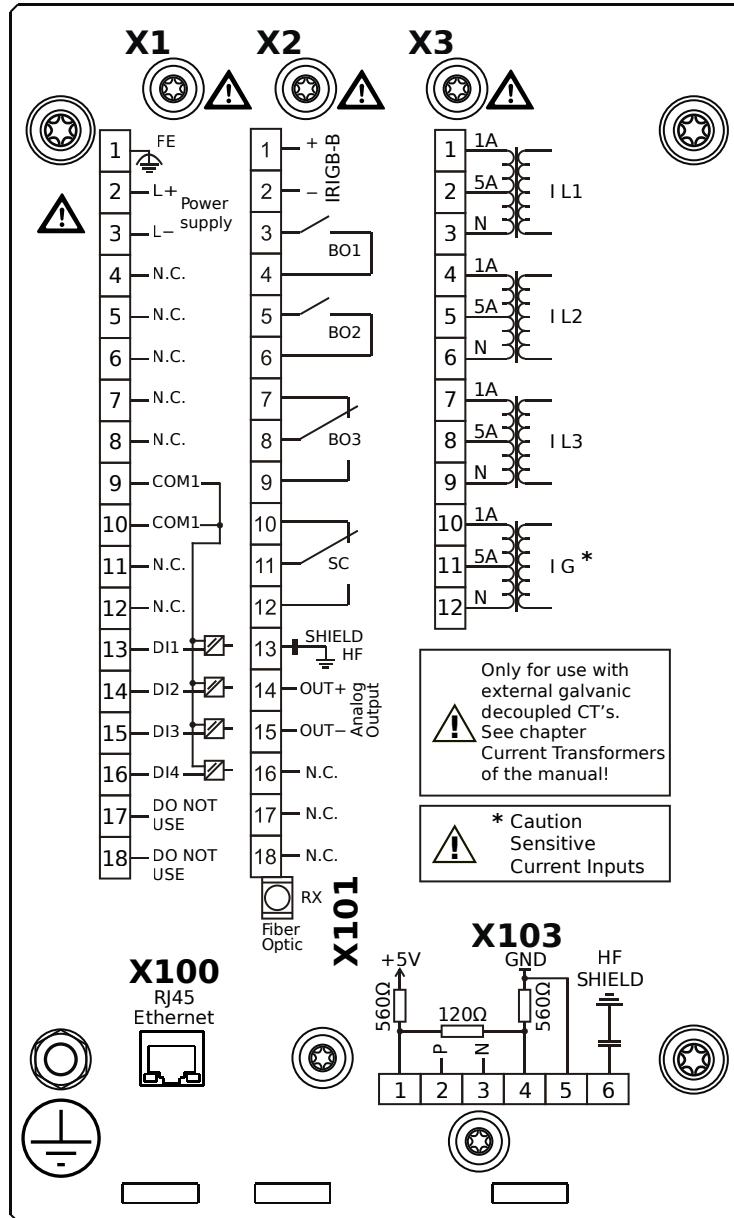 X1
X2
X3
1 FE
2 L+
Power
supply
3 L−
4 N.C.
5 N.C.
6 N.C.
7 N.C.
8 N.C.
9 COM1
10 COM1
11 N.C.
12 N.C.
13 DI1
14 DI2
15 DI3
16 DI4
17 DO NOT
USE
18 DO NOT
USE
1 +
IRIGB-B
2 −
3
BO1
4
5
BO2
6
7
8 BO3
9
10
11 SC
12
13 SHIELD
HF
14 OUT+
Analog
Output
15 OUT−
16 N.C.
17 N.C.
18 N.C.
RX
Fiber
Optic
X101
1 1A
2 5A I L1
3 N
4 1A
5 5A I L2
6 N
7 1A
8 5A I L3
9 N
10 1A
11 5A I G *
12 N
Only for use with
external galvanic
decoupled CT's.
See chapter
Current Transformers
of the manual!
* Caution
Sensitive
Current Inputs
X100
RJ45
Ethernet
X103
+5V
GND
HF
SHIELD
560Ω
120Ω
560Ω
P
N
1 2 3 4 5 6